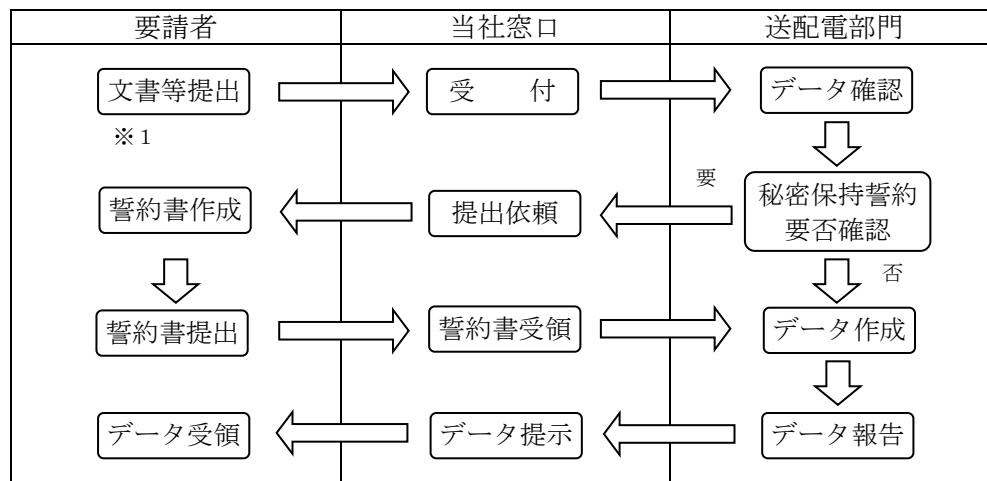 要請者 当社窓口 送配電部門
文書等提出 受　付 データ確認
※１
要
誓約書作成 提出依頼 秘密保持誓約
要否確認
否
誓約書提出 誓約書受領 データ作成
データ受領 データ提示 データ報告